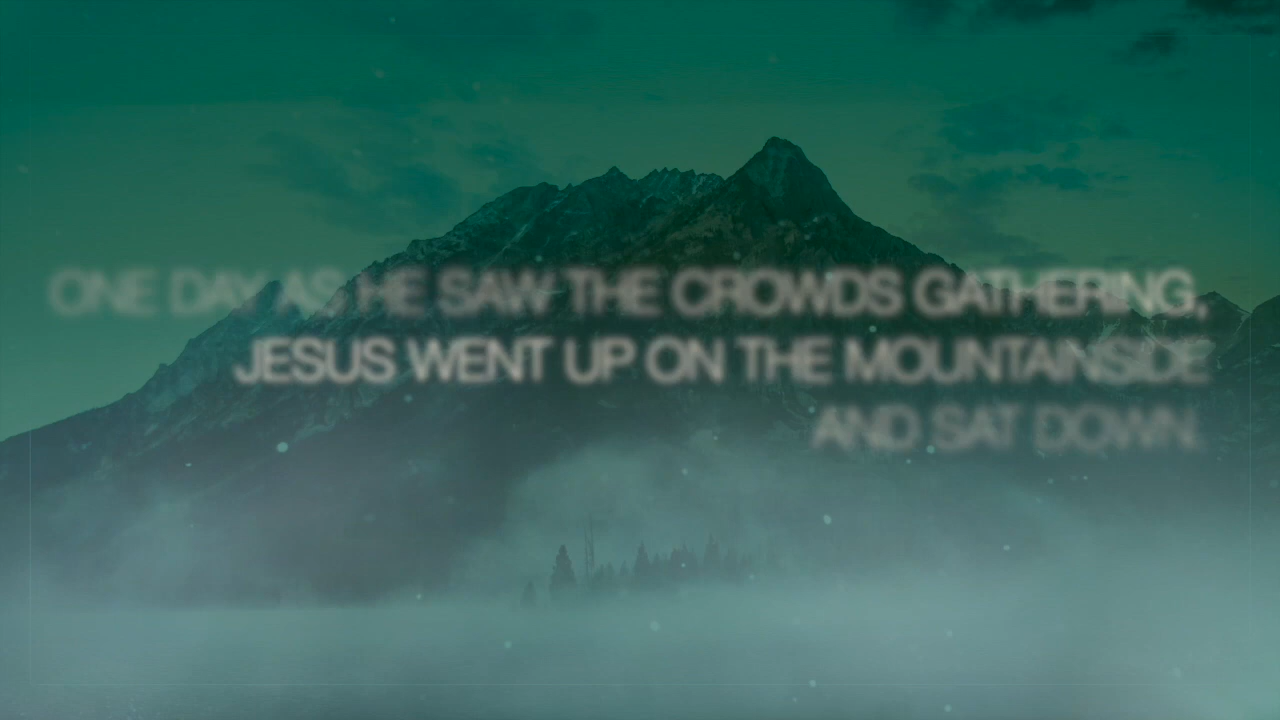 ONE DAY AS HE SAW THE CROWDS GATHERING,
JESUS WENT UP ON THE MOUNTAINSIDE
AND SAT DOWN.